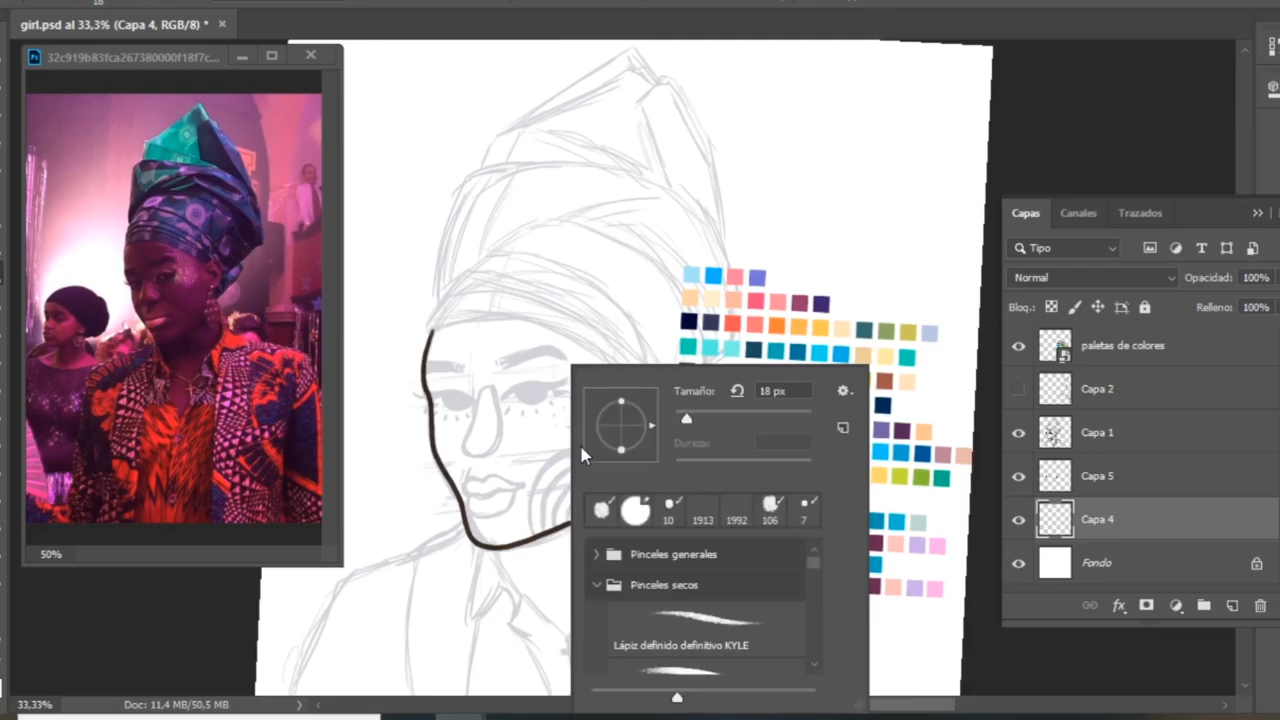 18
girl.psd al 33,3% (Capa 4, RGB/8) *
32c919b83fca267380000f18f7c...
50%
Tamaño:
18 px
Dureza:
10
1913
1992
106
7
Pinceles generales
Pinceles secos
Lápiz definido definitivo KYLE
Capas
Canales
Trazados
Tipo
Normal
Opacidad: 100%
Bloq.:
Relleno: 100%
paletas de colores
Capa 2
Capa 1
Capa 5
Capa 4
Fondo
fx
33,33%
Doc: 11,4 MB/50,5 MB